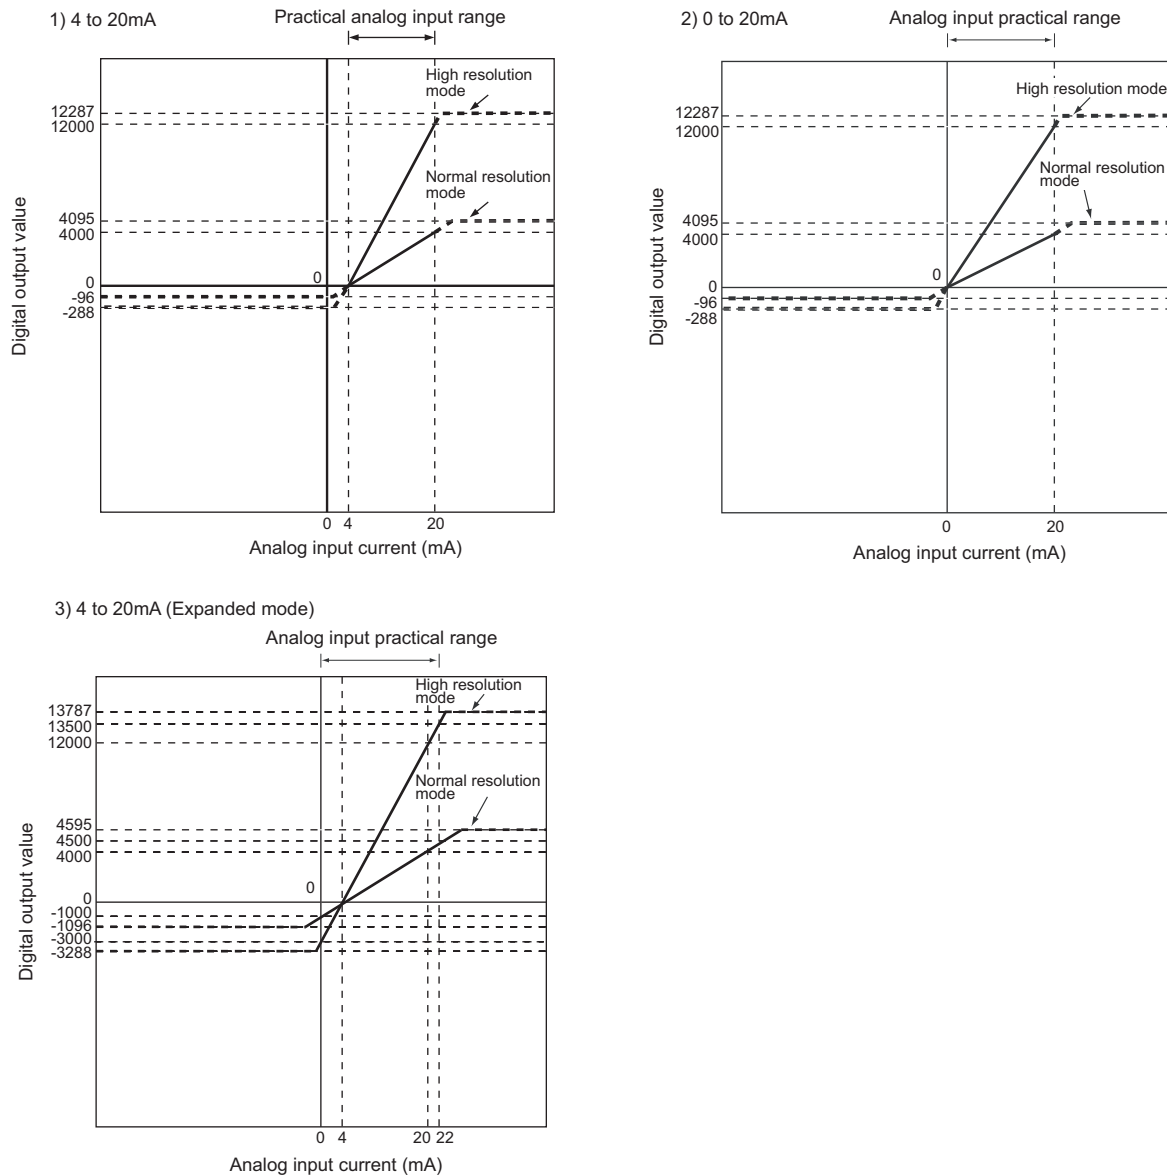 1) 4 to 20mA
Practical analog input range
High resolution
mode
12287
12000
Normal resolution
mode
4095
4000
0
0
-96
-288
Digital output value
0 4 20
Analog input current (mA)
2) 0 to 20mA
Analog input practical range
High resolution mode
12287
12000
Normal resolution
mode
4095
4000
0
0
-96
-288
Digital output value
0 20
Analog input current (mA)
3) 4 to 20mA (Expanded mode)
Analog input practical range
High resolution
mode
13787
13500
12000
Normal resolution
mode
4595
4500
4000
0
0
-1000
-1096
-3000
-3288
Digital output value
0 4 20 22
Analog input current (mA)